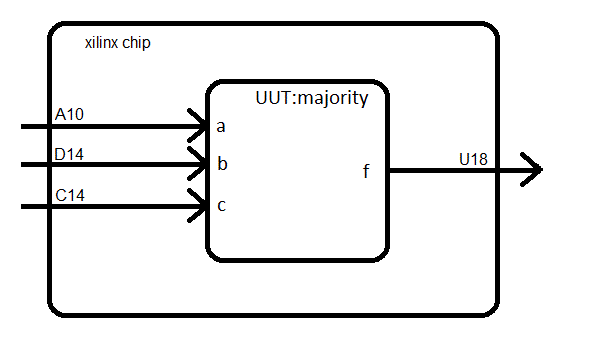 xilinx chip
UUT:majority
A10
a
D14
b
U18
f
C14
c